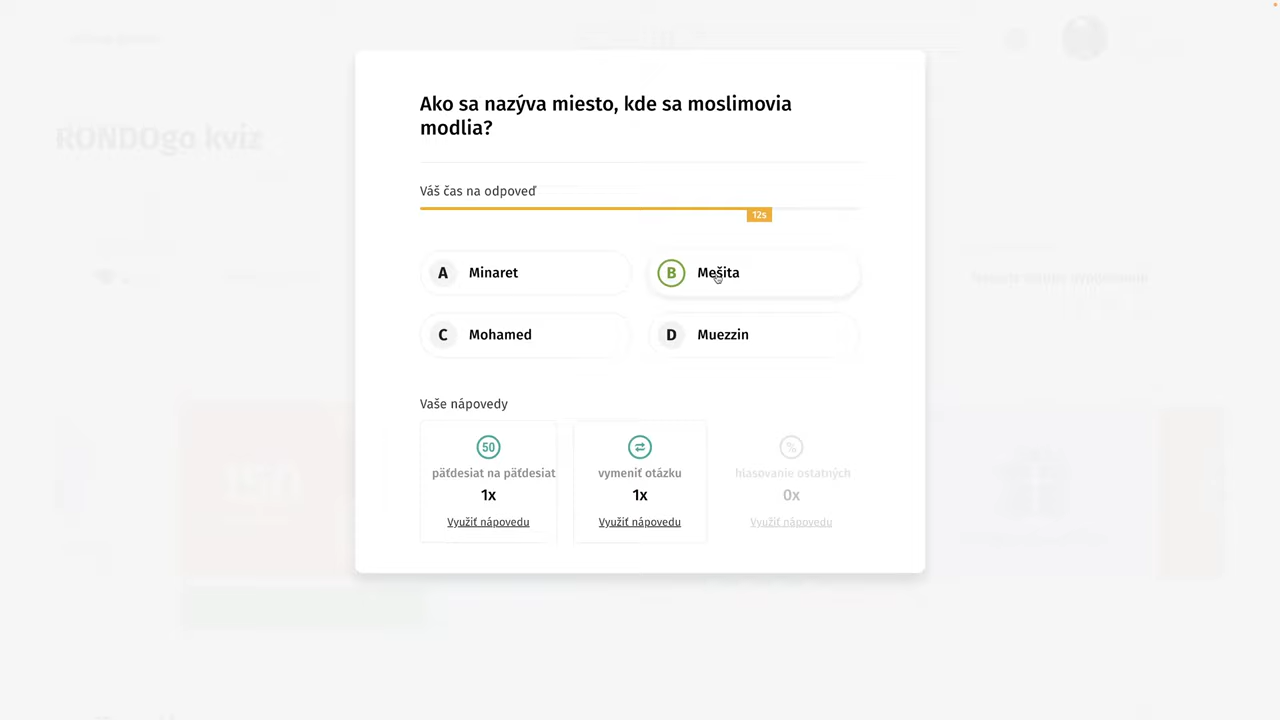 RONDOgo kvíz
Ako sa nazýva miesto, kde sa moslimovia
modlia?
Váš čas na odpoveď
12s
A Minaret
B Mešita
C Mohamed
D Muezzin
Vaše nápovedy
50
%
päťdesiat na päťdesiat
vymeniť otázku
hlasovanie ostatných
1x
1x
0x
Využiť nápovedu
Využiť nápovedu
Využiť nápovedu